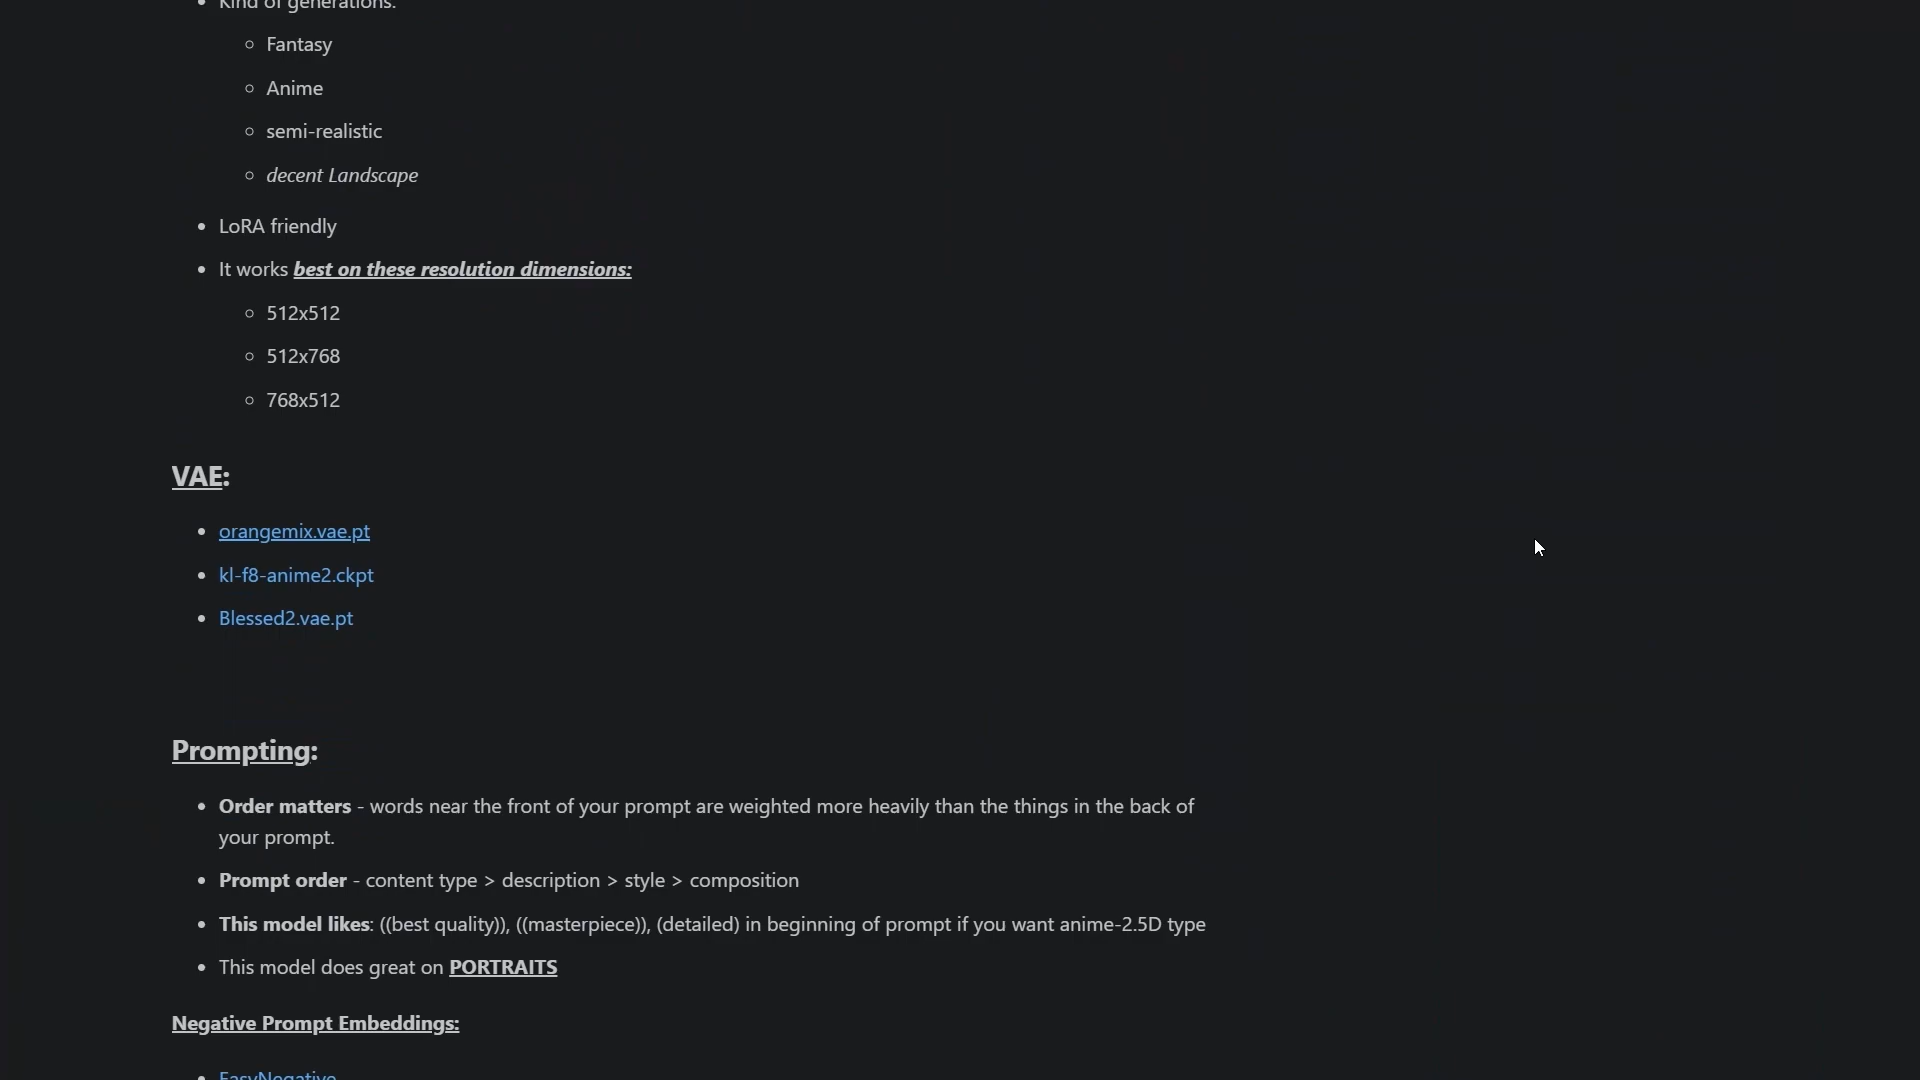 Kind of generations:
Fantasy
Anime
semi-realistic
decent Landscape
LoRA friendly
It works best on these resolution dimensions:
512x512
512x768
768x512
VAE:
orangemix.vae.pt
kl-f8-anime2.ckpt
Blessed2.vae.pt
Prompting:
Order matters - words near the front of your prompt are weighted more heavily than the things in the back of
your prompt.
Prompt order - content type > description > style > composition
This model likes: ((best quality)), ((masterpiece)), (detailed) in beginning of prompt if you want anime-2.5D type
This model does great on PORTRAITS
Negative Prompt Embeddings:
EasyNegative